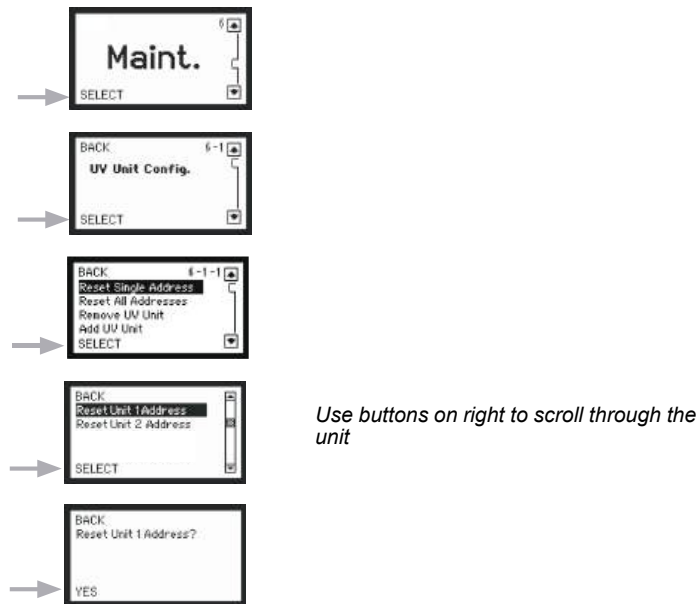 6
Maint.
SELECT
BACK 6-1
UV Unit Config.
SELECT
BACK 6-1-1
Reset Single Address
Reset All Addresses
Remove UV Unit
Add UV Unit
SELECT
BACK
Reset Unit 1 Address
Reset Unit 2 Address
SELECT
Use buttons on right to scroll through the
unit
BACK
Reset Unit 1 Address?
YES